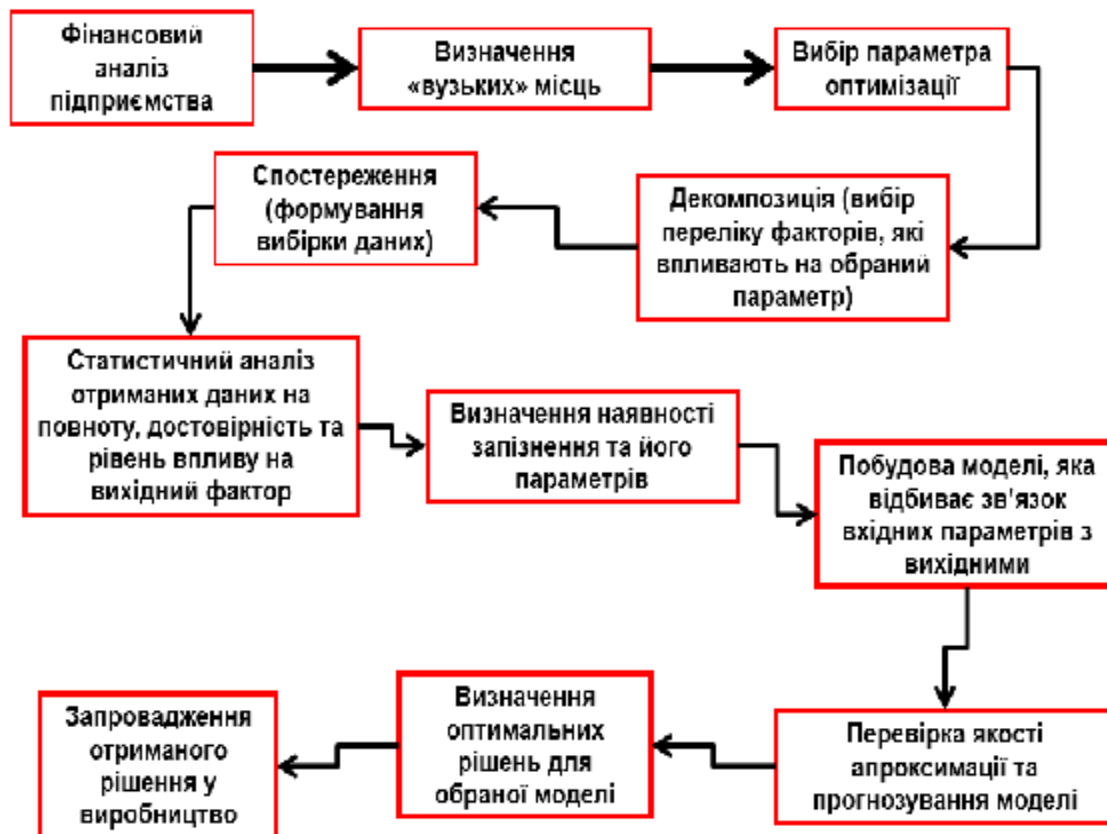 Фінансовий
аналіз
підприємства
Визначення
«вузьких» місць
Вибір параметра
оптимізації
Декомпозиція (вибір
переліку факторів, які
впливають на обраний
параметр)
Спостереження
(формування
вибірки даних)
Статистичний аналіз
отриманих даних на
повноту, достовірність та
рівень впливу на
вихідний фактор
Визначення наявності
запізнення та його
параметрів
Побудова моделі, яка
відбиває зв'язок
вхідних параметрів з
вихідними
Перевірка якості
апроксимації та
прогнозування моделі
Визначення
оптимальних
рішень для
обраної моделі
Запровадження
отриманого
рішення у
виробництво